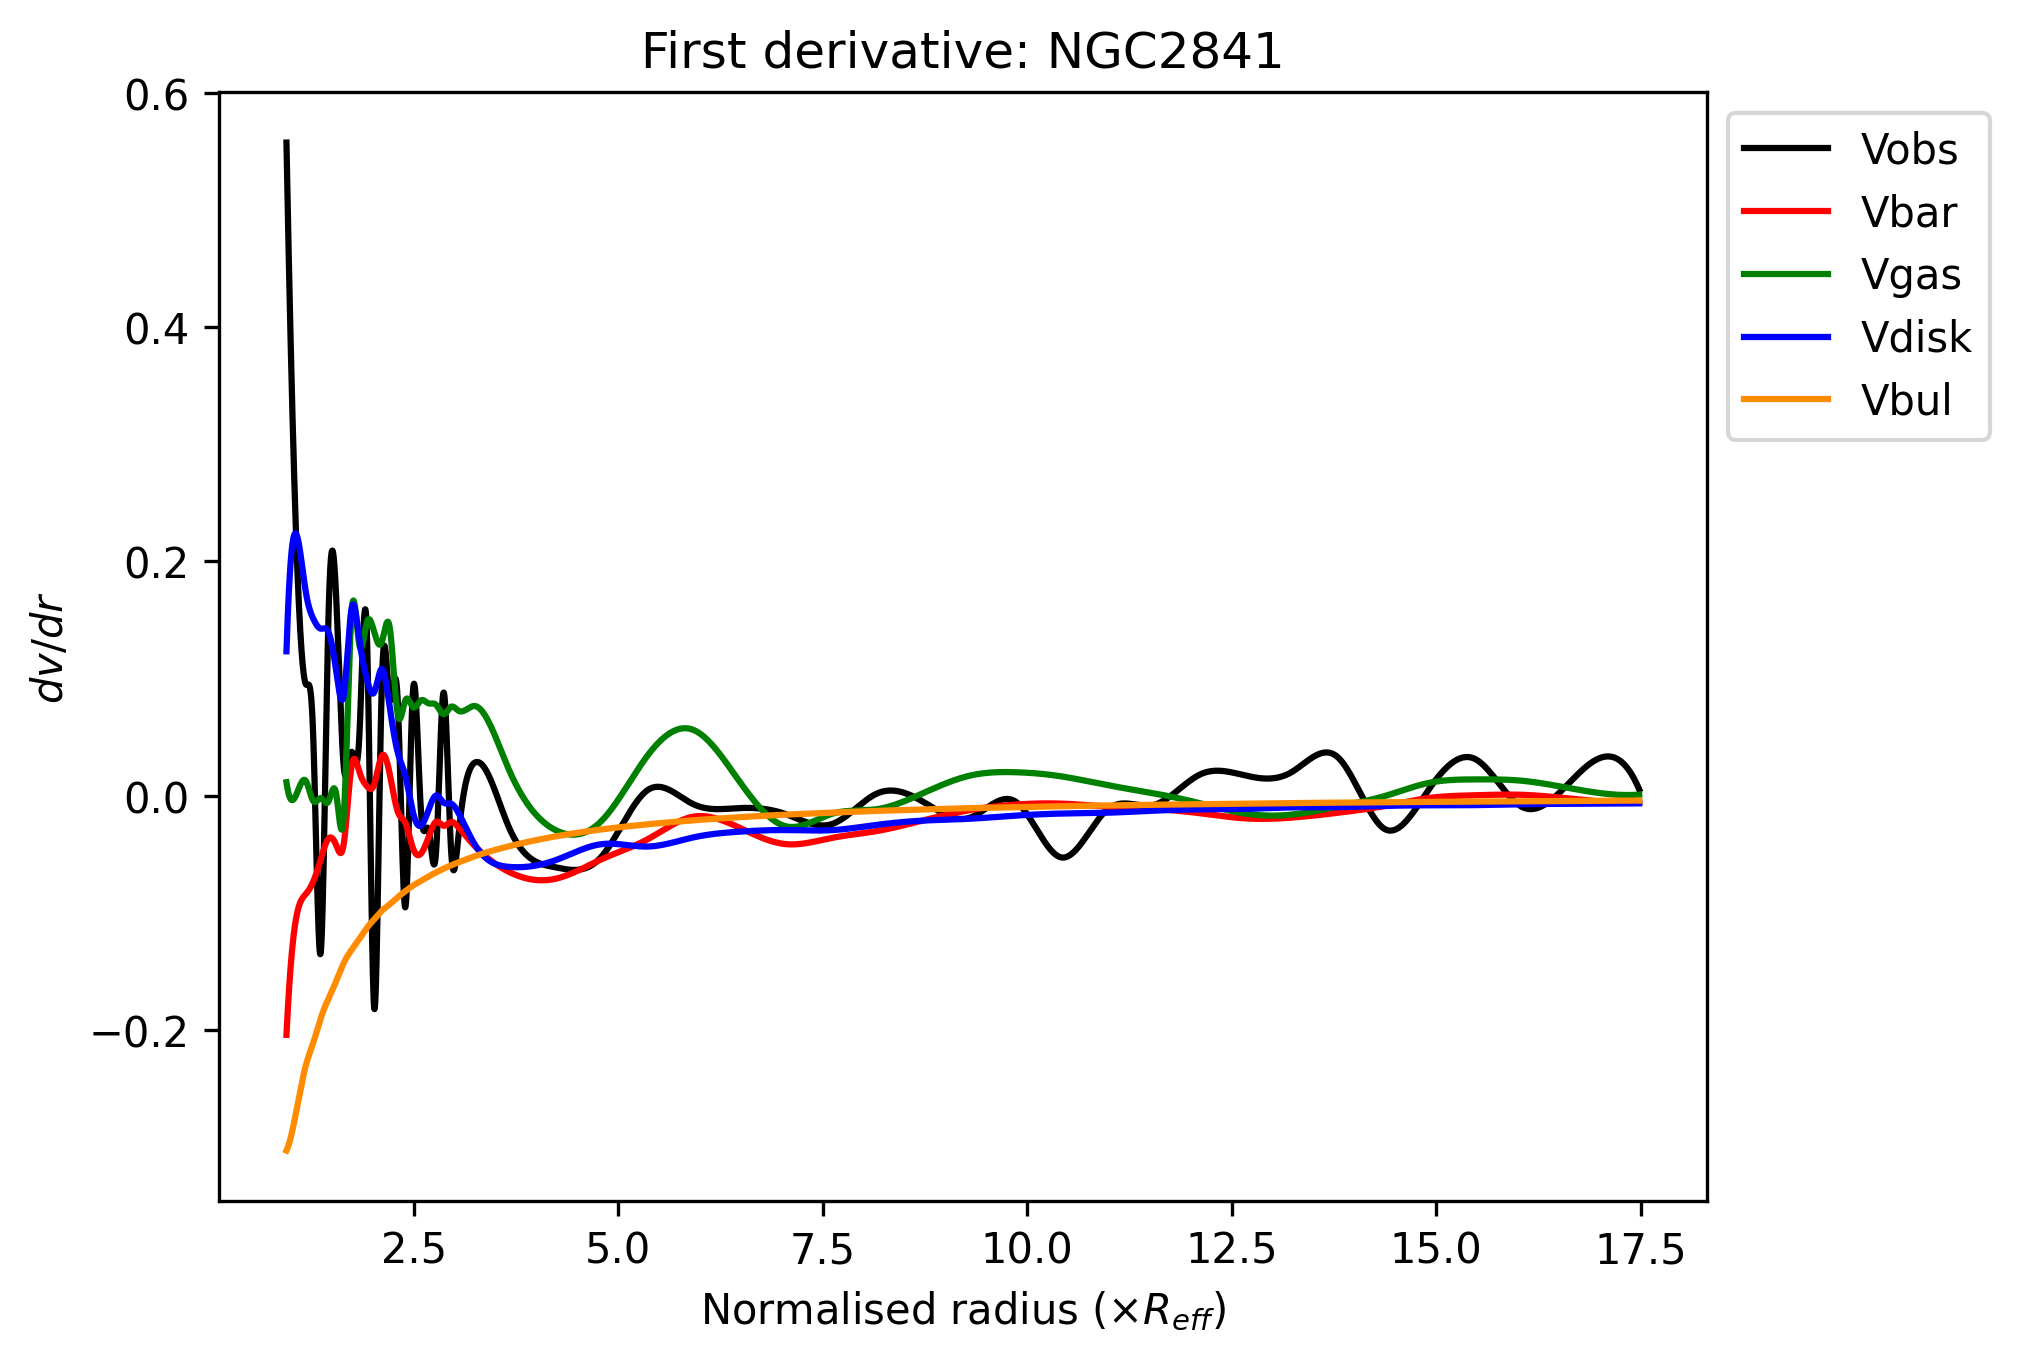 First derivative: NGC2841
0.6
0.4
0.2
0.0
−0.2
dv/dr
2.5 5.0 7.5 10.0 12.5 15.0 17.5
Normalised radius (×R_eff)
Vobs
Vbar
Vgas
Vdisk
Vbul